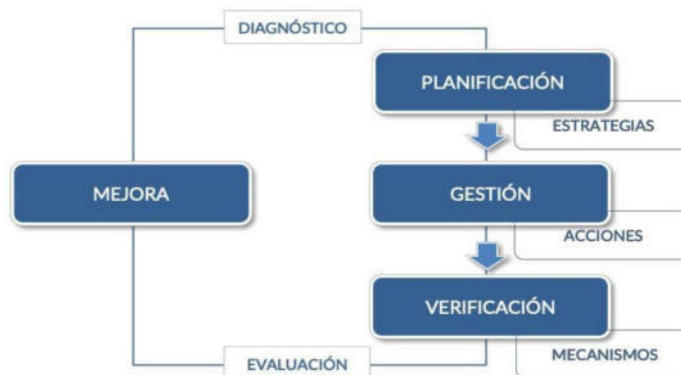 DIAGNÓSTICO
PLANIFICACIÓN
ESTRATEGIAS
MEJORA
GESTIÓN
ACCIONES
VERIFICACIÓN
MECANISMOS
EVALUACIÓN